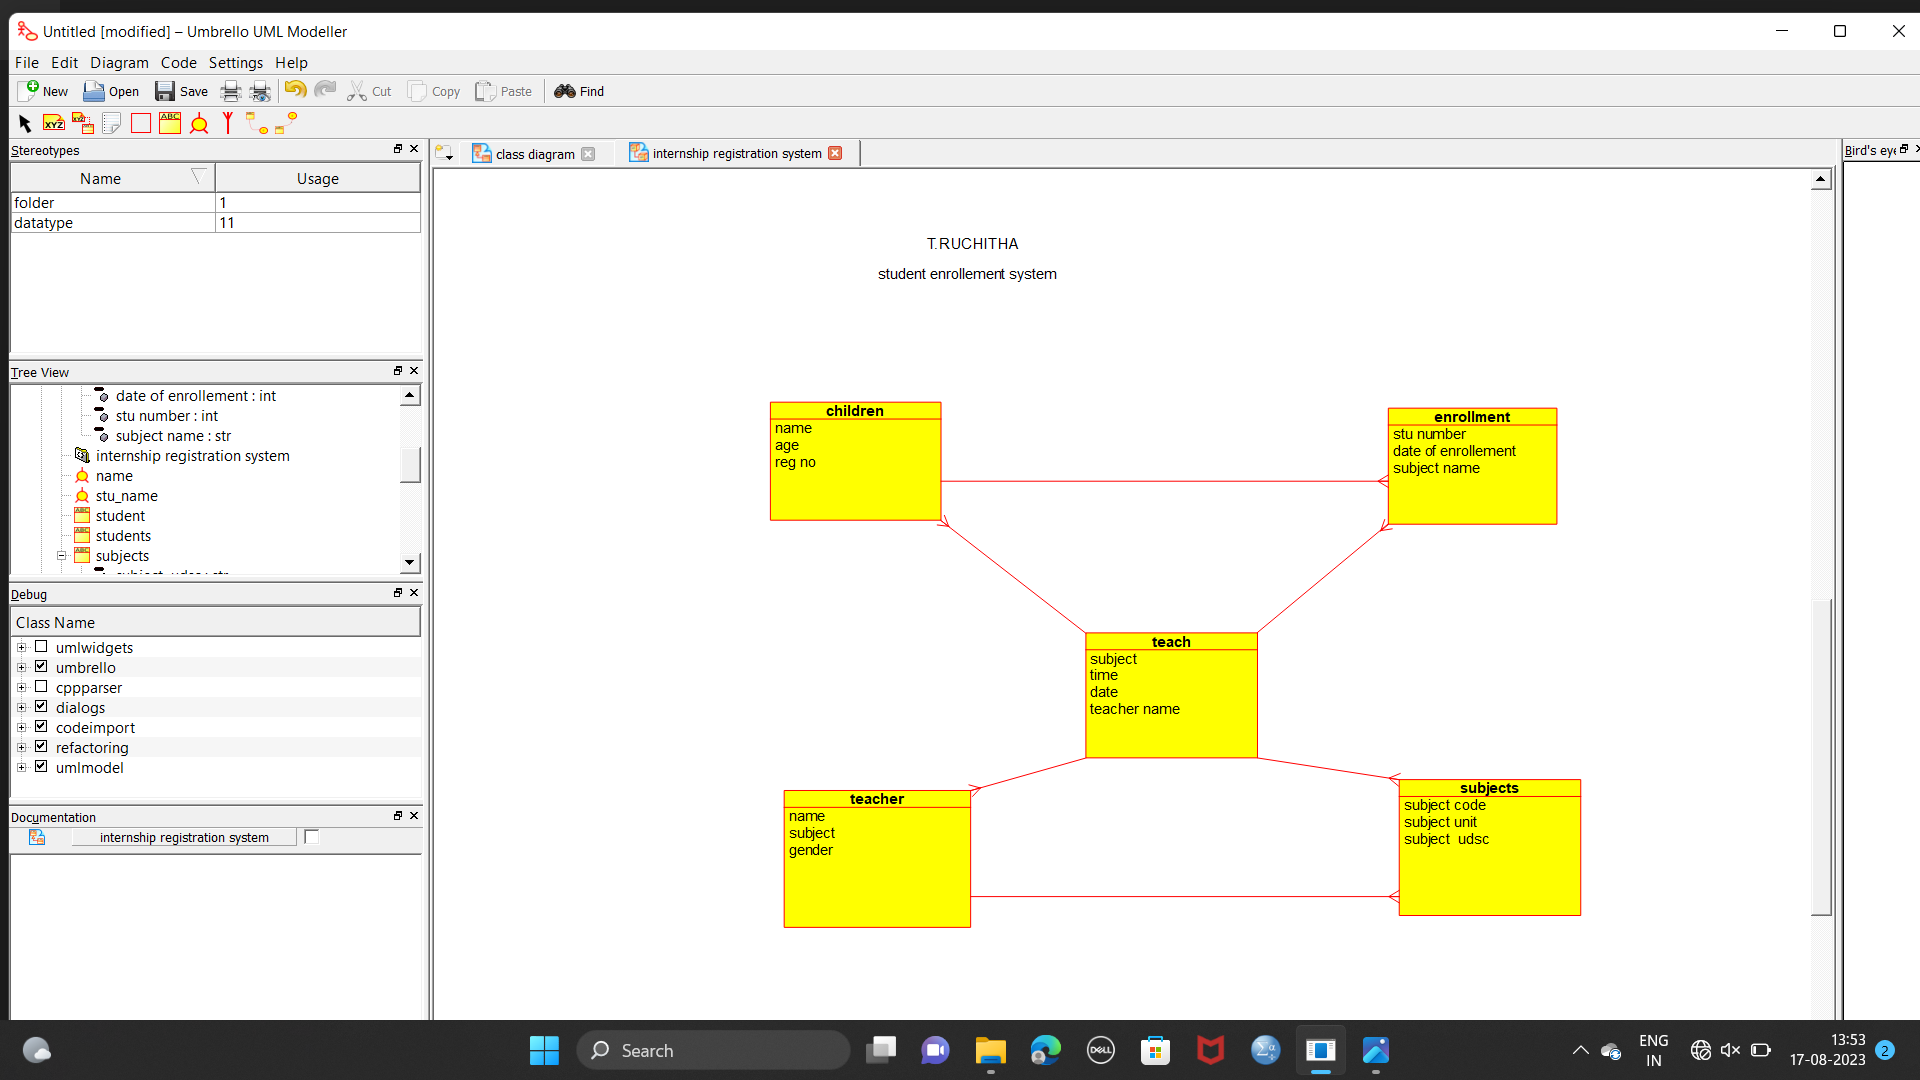 Untitled [modified] – Umbrello UML Modeller
File Edit Diagram Code Settings Help
New Open Save Cut Copy Paste Find
XYZ XYZ ABC
Stereotypes
Name Usage
folder 1
datatype 11
Tree View
date of enrollement : int
stu number : int
subject name : str
internship registration system
name
stu_name
student
students
subjects
Debug
Class Name
umlwidgets
umbrello
cppparser
dialogs
codeimport
refactoring
umlmodel
Documentation
internship registration system
class diagram internship registration system
Bird's eye
T.RUCHITHA
student enrollement system
children
name
age
reg no
enrollment
stu number
date of enrollement
subject name
teach
subject
time
date
teacher name
teacher
name
subject
gender
subjects
subject code
subject unit
subject  udsc
Search
DELL
ENG
IN
13:53
17-08-2023
2